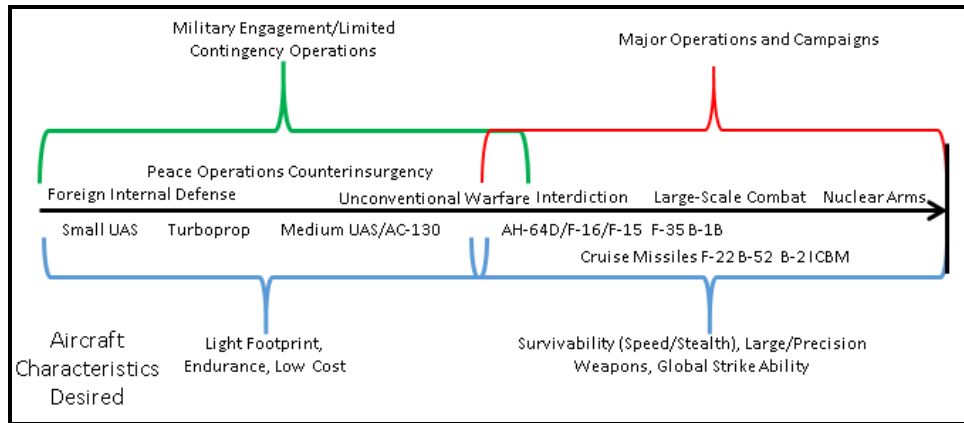 Military Engagement/Limited
Contingency Operations
Major Operations and Campaigns
Peace Operations Counterinsurgency
Foreign Internal Defense
Unconventional Warfare Interdiction Large-Scale Combat Nuclear Arms
Small UAS Turboprop Medium UAS/AC-130 AH-64D/F-16/F-15 F-35 B-1B
Cruise Missiles F-22 B-52 B-2 ICBM
Aircraft
Characteristics
Desired
Light Footprint,
Endurance, Low Cost
Survivability (Speed/Stealth), Large/Precision
Weapons, Global Strike Ability